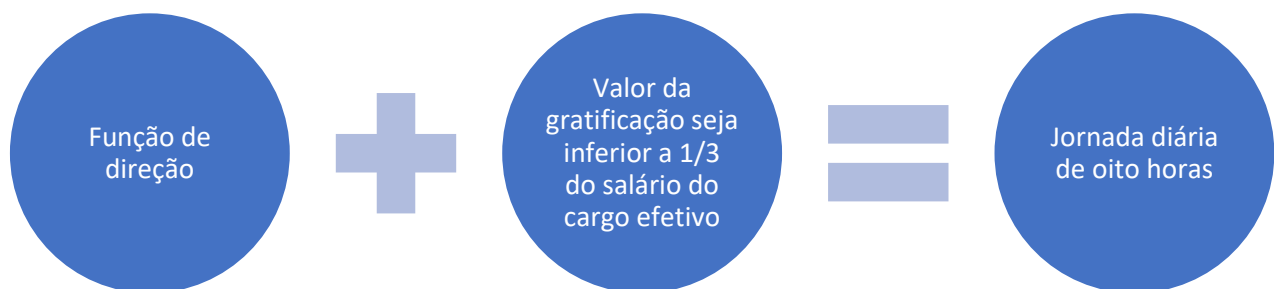 Função de
direção
Valor da
gratificação seja
inferior a 1/3
do salário do
cargo efetivo
Jornada diária
de oito horas